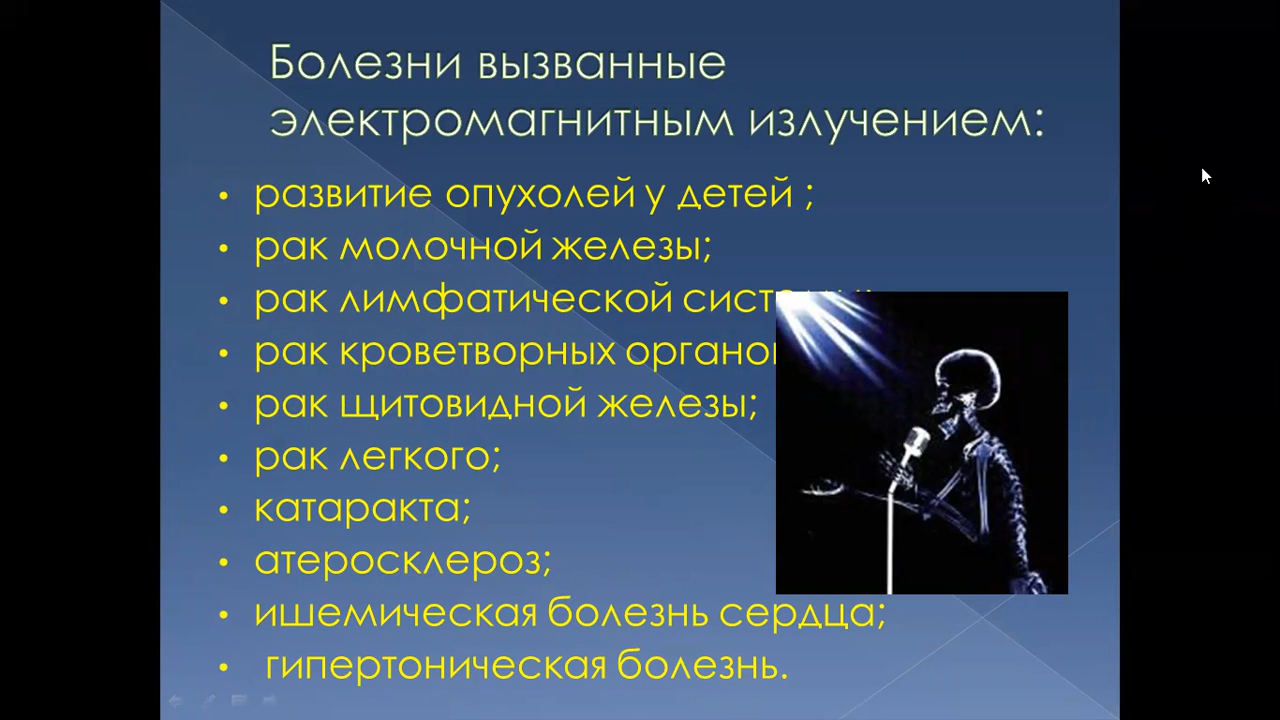 Болезни вызванные
электромагнитным излучением:
• развитие опухолей у детей ;
• рак молочной железы;
• рак лимфатической
• рак кроветворных
• рак щитовидной железы;
• рак легкого;
• катаракта;
• атеросклероз;
• ишемическая болезнь сердца;
• гипертоническая болезнь.